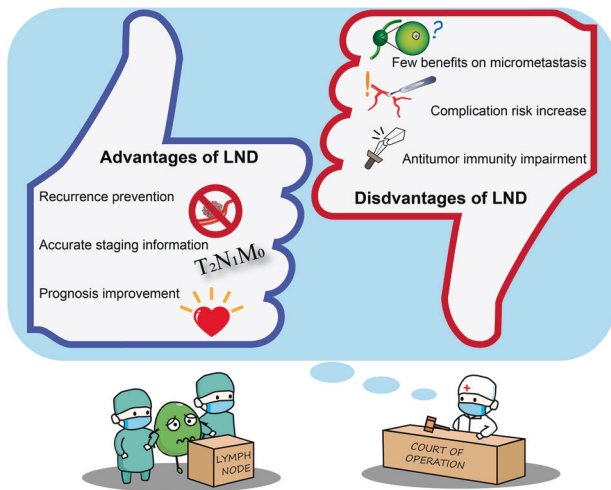 Advantages of LND
Recurrence prevention
Accurate staging information
T2N1M0
Prognosis improvement
?
Few benefits on micrometastasis
!
Complication risk increase
Antitumor immunity impairment
Disdvantages of LND
LYMPH
NODE
COURT OF
OPERATION